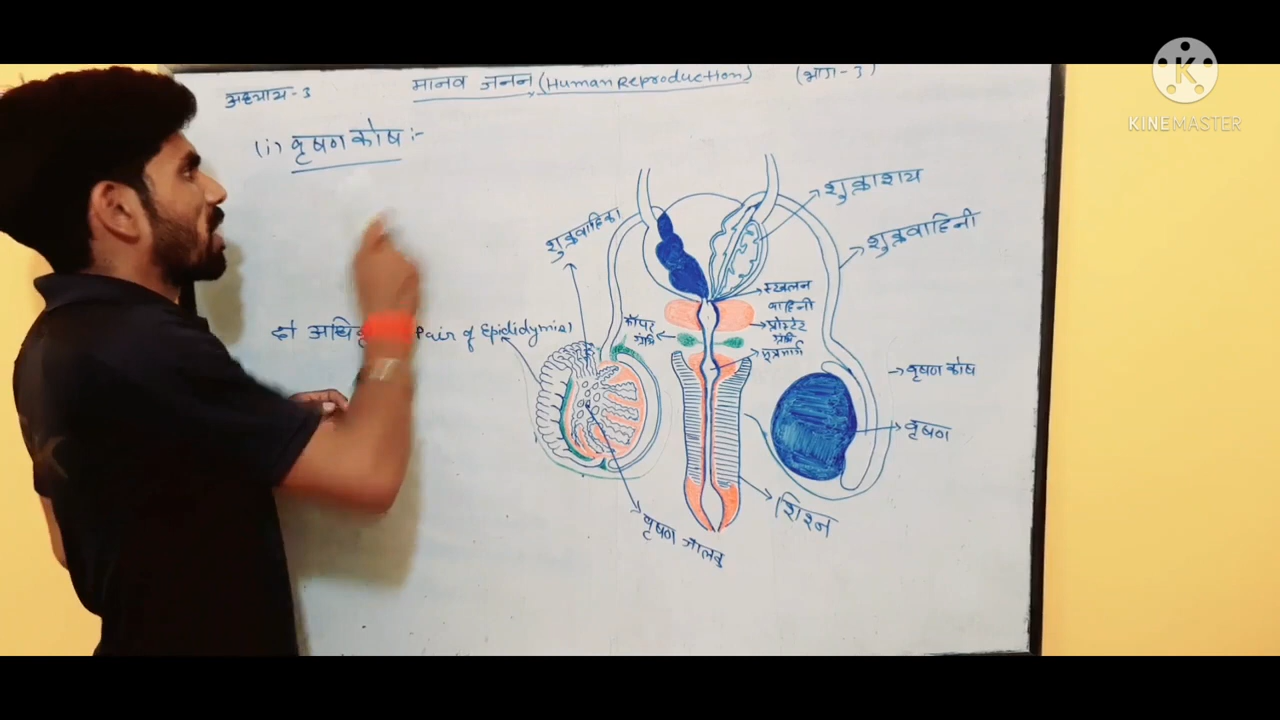 अध्याय-3
मानव जनन (Human Reproduction)
(भाग-3)
KINEMASTER
(i) वृषण कोष :-
शुक्राशय
शुक्रवाहिका
शुक्रवाहिनी
स्खलन
वाहिनी
दो अधिवृ Pair of Epididymis)
कॉपर
ग्रंथि
प्रोस्टेट
ग्रंथि
मूत्रमार्ग
वृषण कोष
वृषण
शिश्न
वृषण जालक